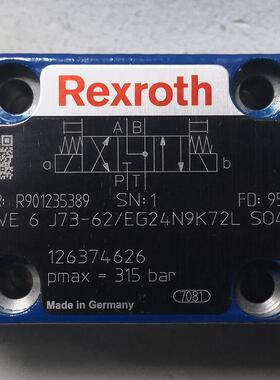 Rexroth
A B
a b
P T
R901235389 SN: 1 FD: 95
WE 6 J73-62/EG24N9K72L SO4
126374626
pmax = 315 bar
Made in Germany
7081